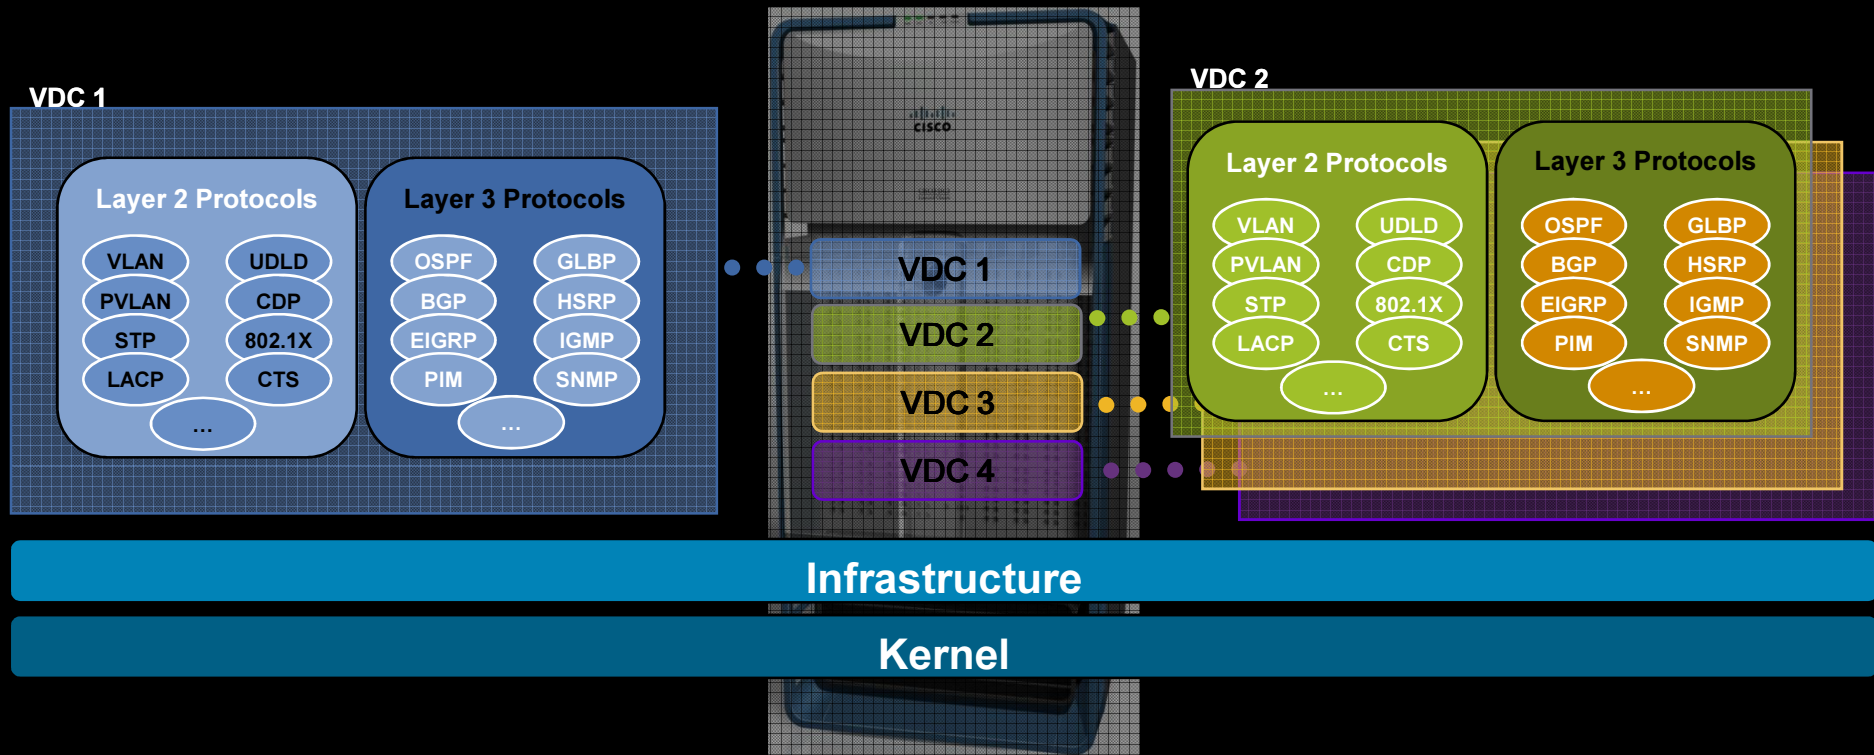 VDC 1
Layer 2 Protocols
VLAN
UDLD
PVLAN
CDP
STP
802.1X
LACP
CTS
...
Layer 3 Protocols
OSPF
GLBP
BGP
HSRP
EIGRP
IGMP
PIM
SNMP
...
CISCO
VDC 1
VDC 2
VDC 3
VDC 4
VDC 2
Layer 2 Protocols
VLAN
UDLD
PVLAN
CDP
STP
802.1X
LACP
CTS
...
Layer 3 Protocols
OSPF
GLBP
BGP
HSRP
EIGRP
IGMP
PIM
SNMP
...
Infrastructure
Kernel